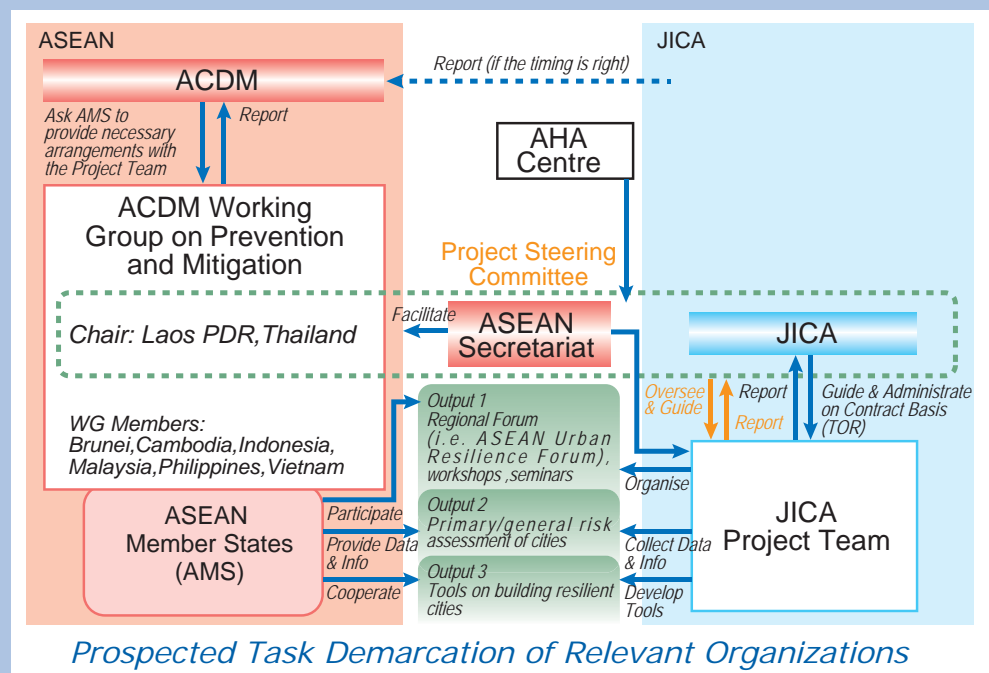 ASEAN
JICA
ACDM
Report (if the timing is right)
Ask AMS to
provide necessary
arrangements with
the Project Team
Report
AHA
Centre
ACDM Working
Group on Prevention
and Mitigation
Project Steering
Committee
Chair: Laos PDR,Thailand
Facilitate
ASEAN
Secretariat
JICA
WG Members:
Brunei,Cambodia,Indonesia,
Malaysia,Philippines,Vietnam
Output 1
Regional Forum
(i.e. ASEAN Urban
Resilience Forum),
workshops ,seminars
Oversee
& Guide
Report
Report
Guide & Administrate
on Contract Basis
(TOR)
Organise
ASEAN
Member States
(AMS)
Participate
Provide Data
& Info
Cooperate
Output 2
Primary/general risk
assessment of cities
Output 3
Tools on building resilient
cities
Collect Data
& Info
Develop
Tools
JICA
Project Team
Prospected Task Demarcation of Relevant Organizations